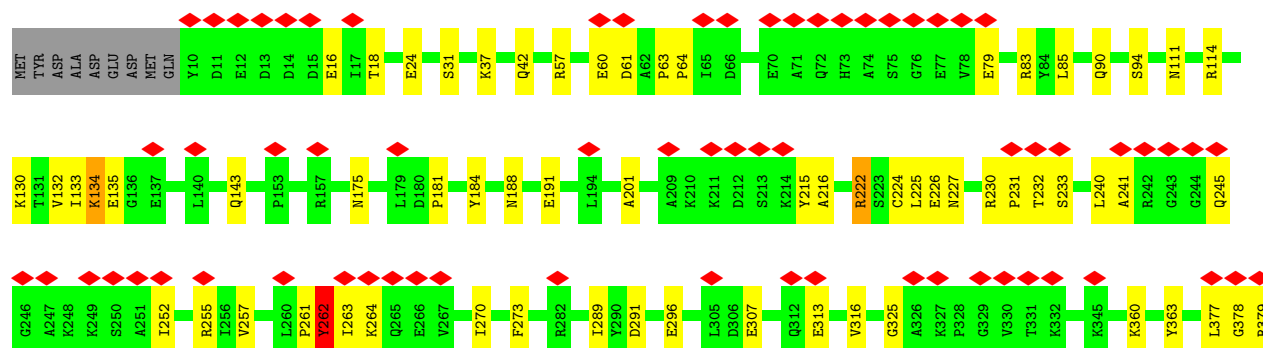 MET TYR ASP ALA ASP GLU ASP MET GLN Y10 D11 E12 D13 D14 D15 E16 I17 T18 E24 S31 K37 Q42 R57 E60 D61 A62 P63 P64 I65 D66 E70 A71 Q72 H73 A74 S75 G76 E77 V78 E79 R83 Y84 L85 Q90 S94 N111 R114
K130 T131 V132 I133 K134 E135 G136 E137 L140 Q143 P153 R157 N175 L179 D180 P181 Y184 N188 E191 L194 A201 A209 K210 K211 D212 S213 K214 Y215 A216 R222 S223 C224 L225 E226 N227 R230 P231 T232 S233 L240 A241 R242 G243 G244 Q245
G246 A247 K248 K249 S250 A251 I252 R255 I256 V257 L260 P261 Y262 I263 K264 Q265 E266 V267 I270 F273 R282 I289 Y290 D291 E296 L305 D306 E307 Q312 E313 V316 G325 A326 K327 P328 G329 V330 T331 K332 K345 K360 Y363 L377 G378